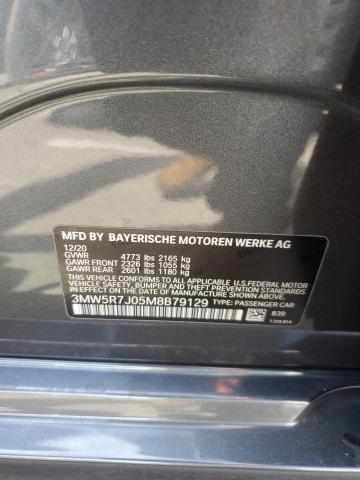 MFD BY BAYERISCHE MOTOREN WERKE AG
12/20
GVWR 4773 lbs 2165 kg
GAWR FRONT 2326 lbs 1055 kg
GAWR REAR 2601 lbs 1180 kg
THIS VEHICLE CONFORMS TO ALL APPLICABLE U.S. FEDERAL MOTOR
VEHICLE SAFETY, BUMPER, AND THEFT PREVENTION STANDARDS IN
EFFECT ON THE DATE OF MANUFACTURE SHOWN ABOVE.
3MW5R7J05M8B79129 TYPE: PASSENGER CAR
839